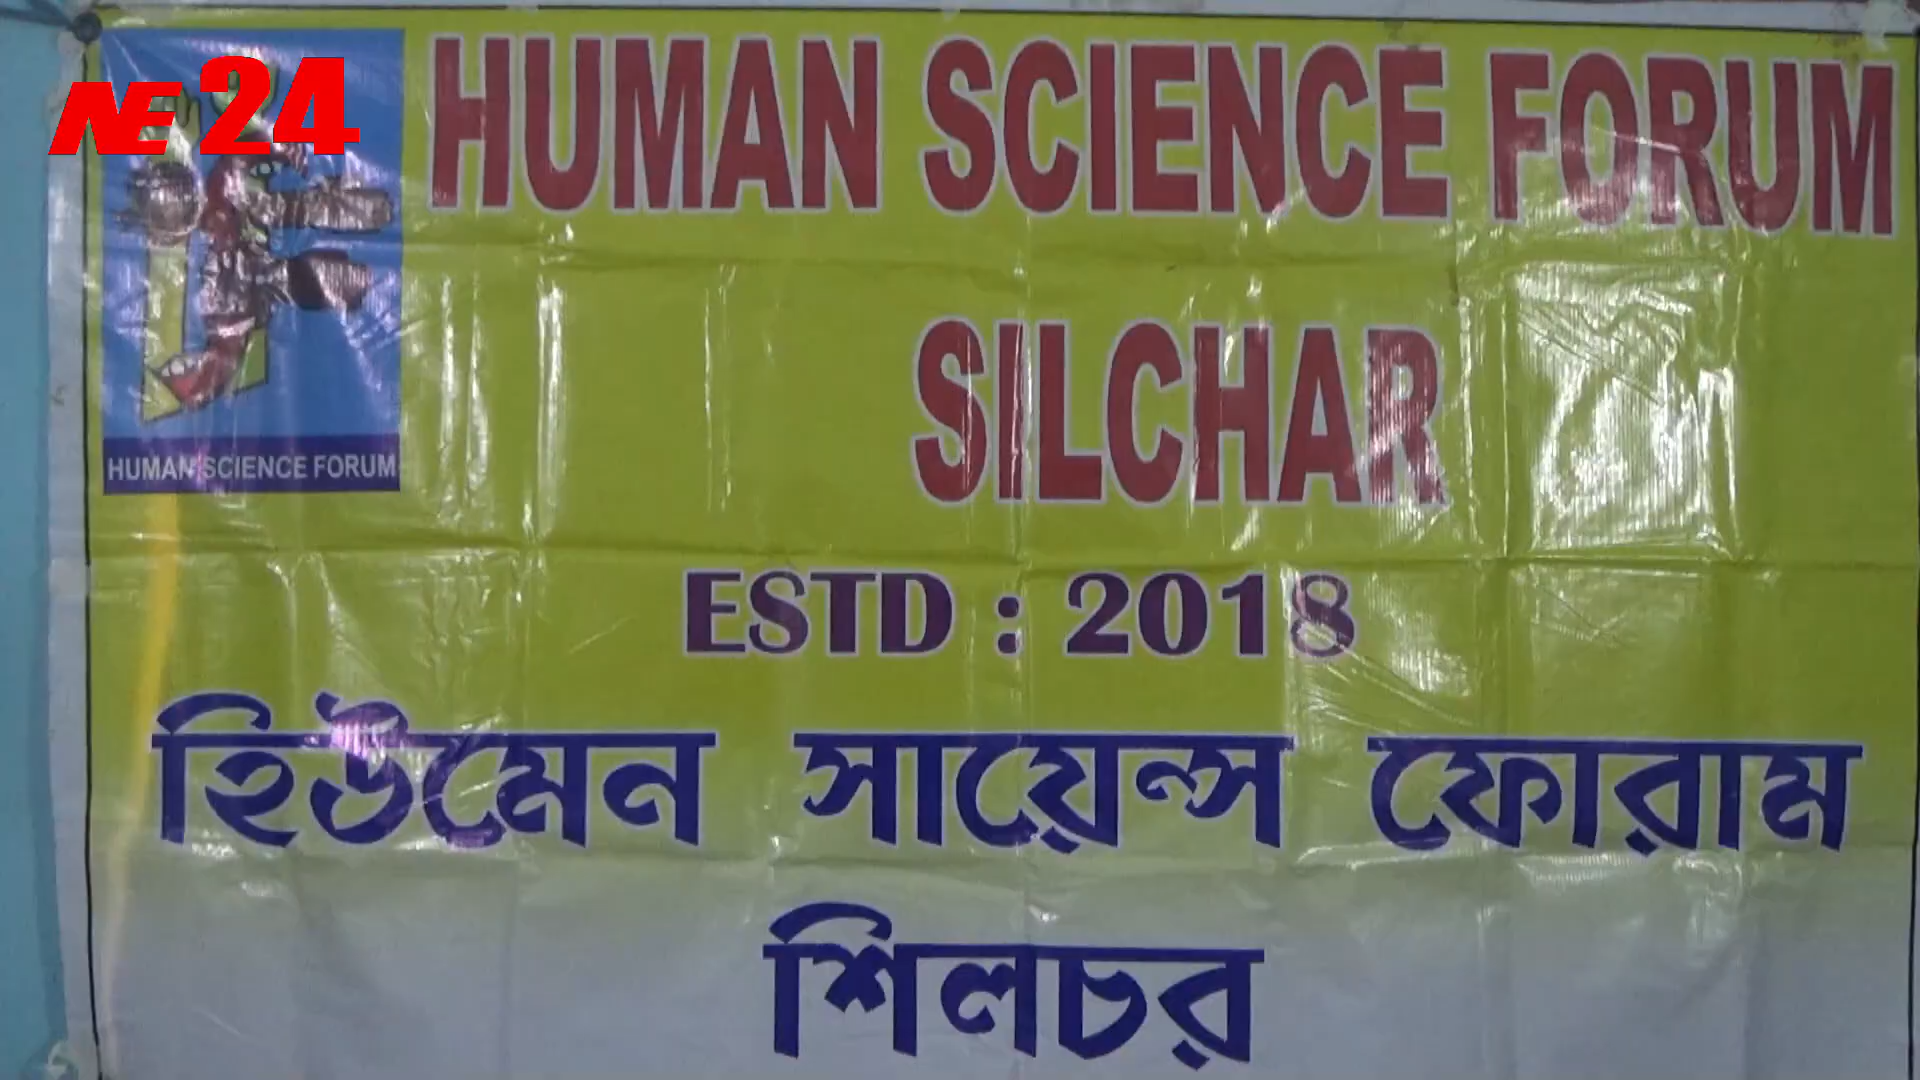 NE 24
HUMAN SCIENCE FORUM
HUMAN SCIENCE FORUM
SILCHAR
ESTD : 2018
হিউমেন সায়েন্স ফোরাম
শিলচর